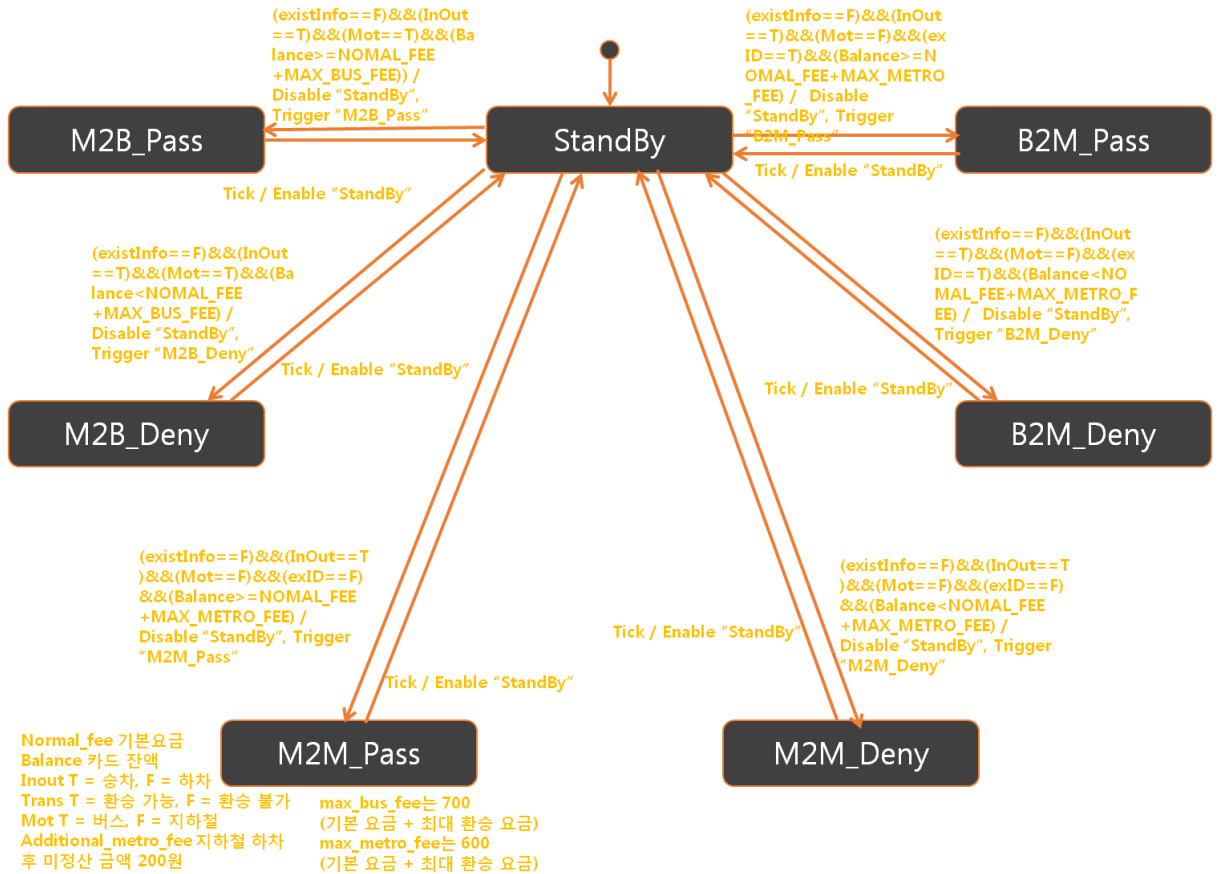 (existInfo==F)&&(InOut
==T)&&(Mot==T)&&(Ba
lance>=NOMAL_FEE
+MAX_BUS_FEE)) /
Disable “StandBy”,
Trigger “M2B_Pass”
(existInfo==F)&&(InOut
==T)&&(Mot==F)&&(ex
ID==T)&&(Balance>=N
OMAL_FEE+MAX_METRO
_FEE) / Disable
“StandBy”, Trigger
“B2M_Pass”
M2B_Pass
StandBy
B2M_Pass
Tick / Enable “StandBy”
Tick / Enable “StandBy”
(existInfo==F)&&(InOut
==T)&&(Mot==T)&&(Ba
lance<NOMAL_FEE
+MAX_BUS_FEE) /
Disable “StandBy”,
Trigger “M2B_Deny”
(existInfo==F)&&(InOut
==T)&&(Mot==F)&&(ex
ID==T)&&(Balance<NO
MAL_FEE+MAX_METRO_F
EE) / Disable “StandBy”,
Trigger “B2M_Deny”
Tick / Enable “StandBy”
Tick / Enable “StandBy”
M2B_Deny
B2M_Deny
(existInfo==F)&&(InOut==T
)&&(Mot==F)&&(exID==F)
&&(Balance>=NOMAL_FEE
+MAX_METRO_FEE) /
Disable “StandBy”, Trigger
“M2M_Pass”
(existInfo==F)&&(InOut==T
)&&(Mot==F)&&(exID==F)
&&(Balance<NOMAL_FEE
+MAX_METRO_FEE) /
Disable “StandBy”, Trigger
“M2M_Deny”
Tick / Enable “StandBy”
Tick / Enable “StandBy”
M2M_Pass
M2M_Deny
Normal_fee 기본요금
Balance 카드 잔액
Inout T = 승차, F = 하차
Trans T = 환승 가능, F = 환승 불가
Mot T = 버스, F = 지하철
Additional_metro_fee 지하철 하차
후 미정산 금액 200원
max_bus_fee는 700
(기본 요금 + 최대 환승 요금)
max_metro_fee는 600
(기본 요금 + 최대 환승 요금)